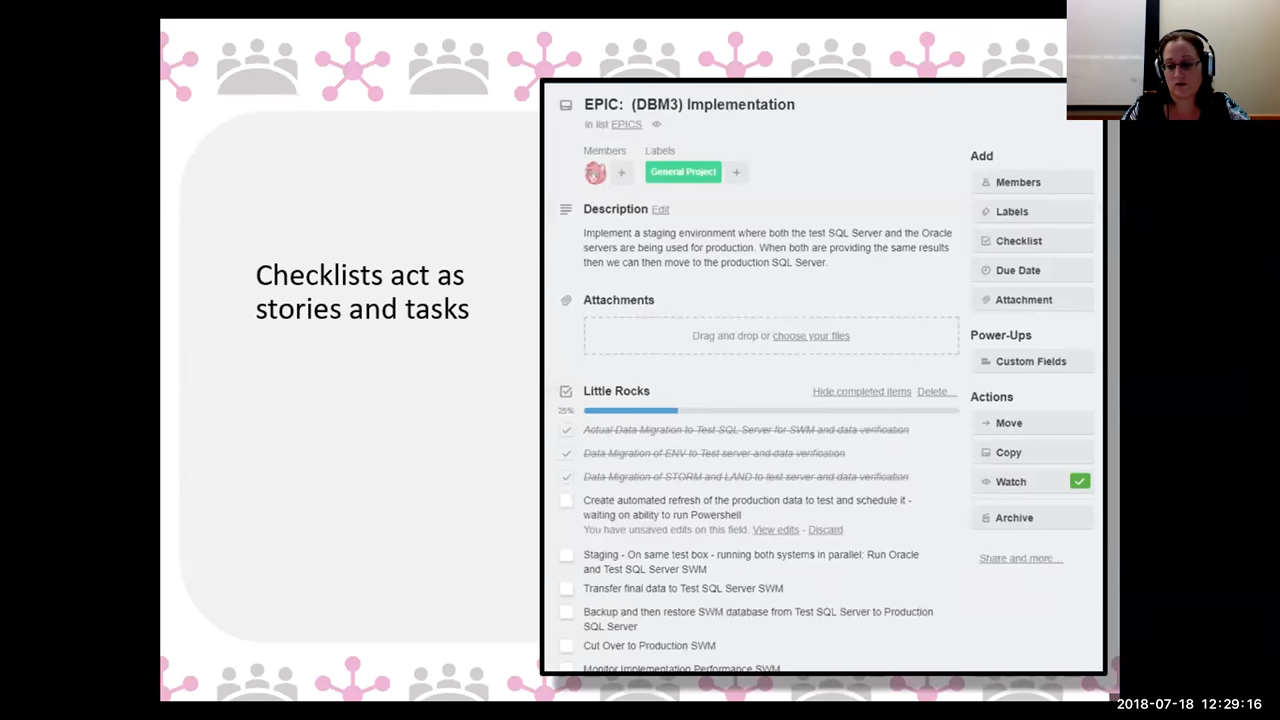 Checklists act as
stories and tasks
EPIC: (DBM3) Implementation
in list EPICS
Members
Labels
General Project
+
+
Description Edit
Implement a staging environment where both the test SQL Server and the Oracle
servers are being used for production. When both are providing the same results
then we can then move to the production SQL Server.
Attachments
Drag and drop or choose your files
Little Rocks
Hide completed items Delete...
25%
Actual Data Migration to Test SQL Server for SWM and data verification
Data Migration of ENV to Test server and data verification
Data Migration of STORM and LAND to test server and data verification
Create automated refresh of the production data to test and schedule it -
waiting on ability to run Powershell
You have unsaved edits on this field. View edits - Discard
Staging - On same test box - running both systems in parallel: Run Oracle
and Test SQL Server SWM
Transfer final data to Test SQL Server SWM
Backup and then restore SWM database from Test SQL Server to Production
SQL Server
Cut Over to Production SWM
Monitor Implementation Performance SWM
Add
Members
Labels
Checklist
Due Date
Attachment
Power-Ups
Custom Fields
Actions
Move
Copy
Watch
Archive
Share and more...
2018-07-18 12:29:16